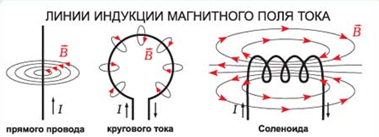 ЛИНИИ ИНДУКЦИИ МАГНИТНОГО ПОЛЯ ТОКА
B
B
B
I
I
I
прямого провода
кругового тока
Соленоида